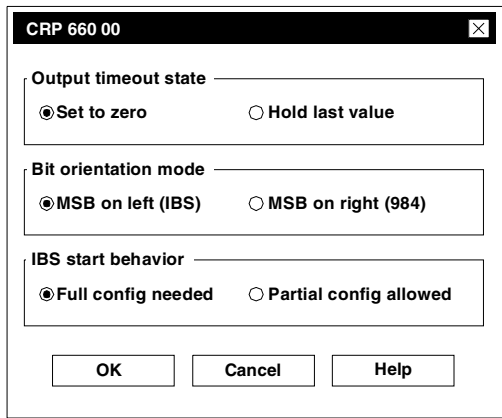 CRP 660 00
Output timeout state
Set to zero Hold last value
Bit orientation mode
MSB on left (IBS) MSB on right (984)
IBS start behavior
Full config needed Partial config allowed
OK Cancel Help